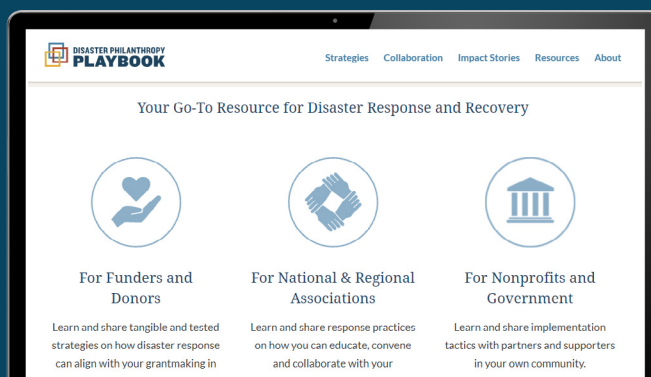 DISASTER PHILANTHROPY
PLAYBOOK
Strategies Collaboration Impact Stories Resources About
Your Go-To Resource for Disaster Response and Recovery
For Funders and
Donors
Learn and share tangible and tested
strategies on how disaster response
can align with your grantmaking in
For National & Regional
Associations
Learn and share response practices
on how you can educate, convene
and collaborate with your
For Nonprofits and
Government
Learn and share implementation
tactics with partners and supporters
in your own community.